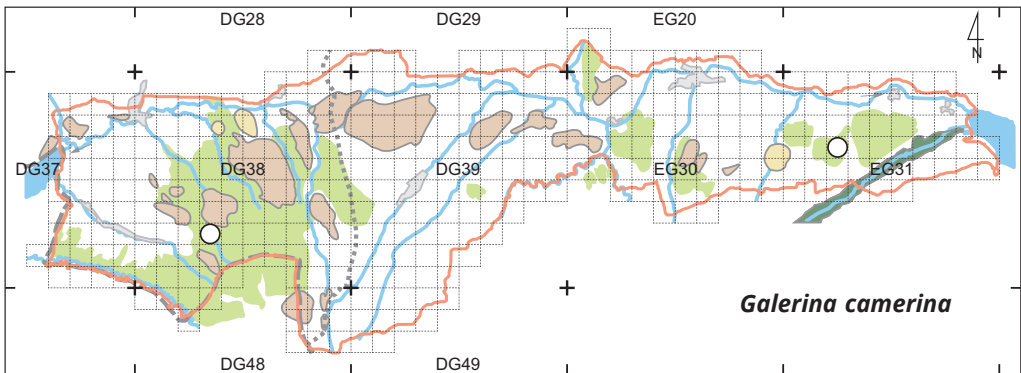 DG28 DG29 EG20
N
DG37 DG38 DG39 EG30 EG31
Galerina camerina
DG48 DG49